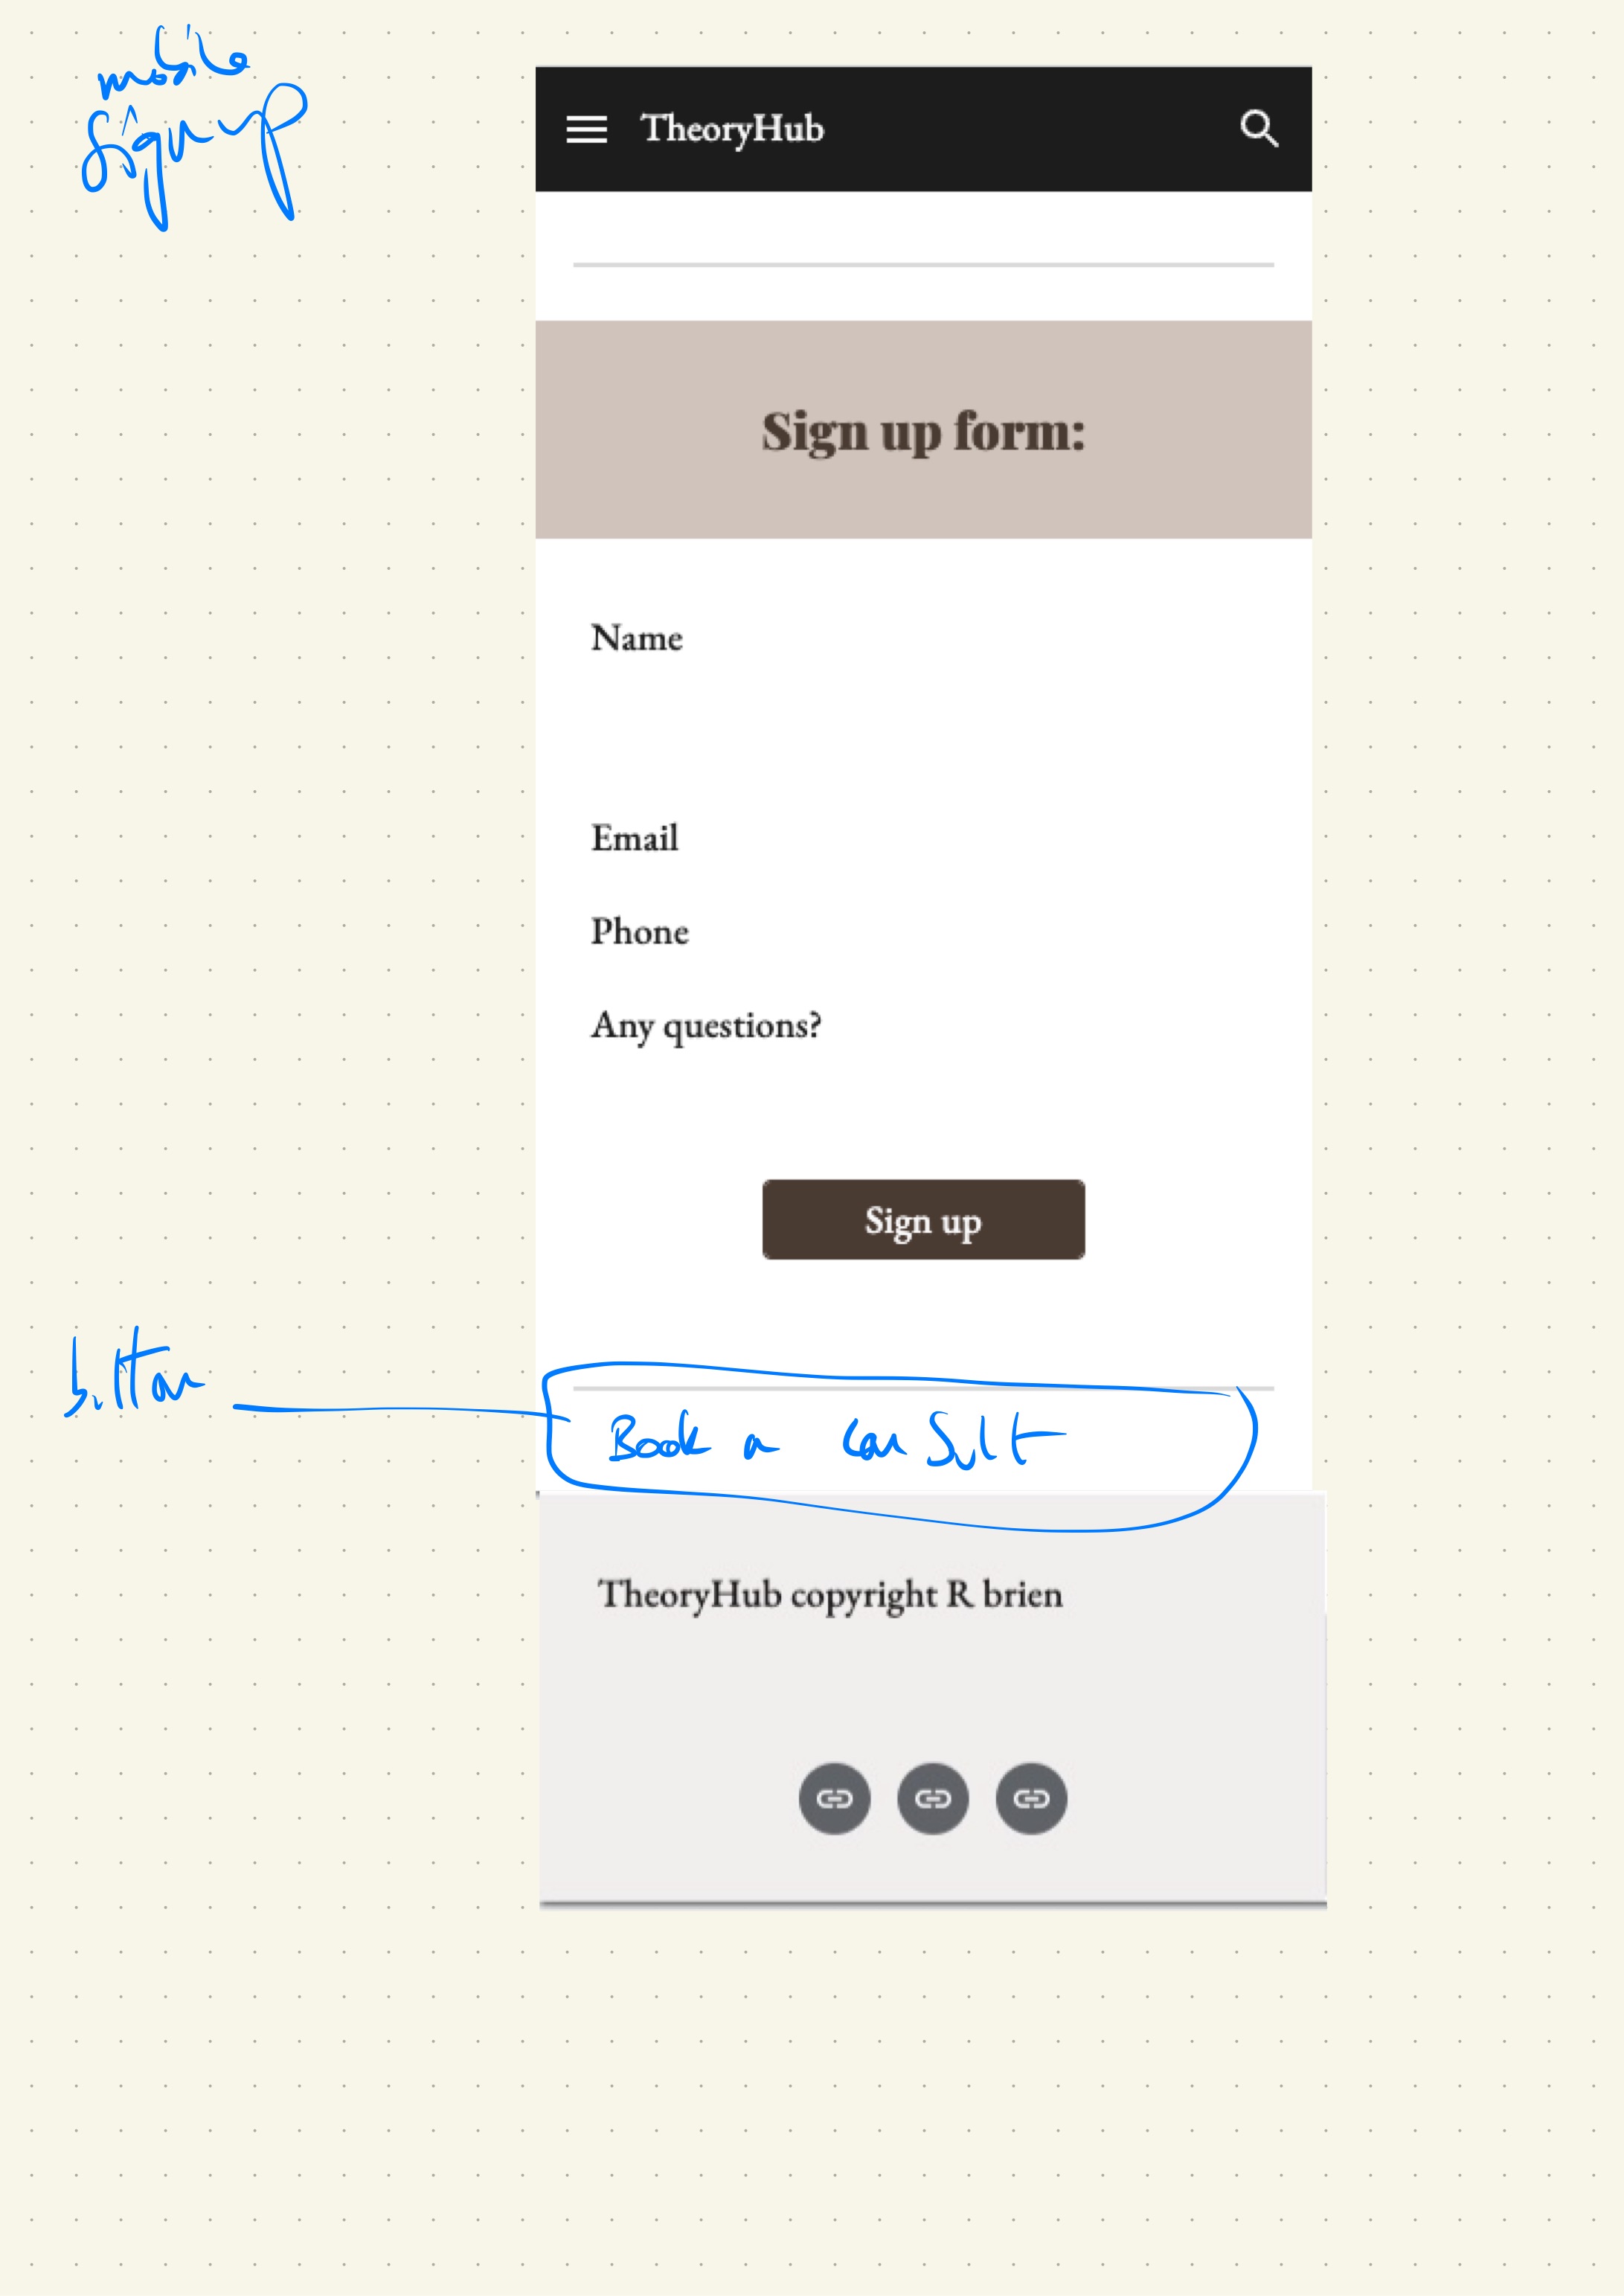 mobile
Signup
TheoryHub
Sign up form:
Name
Email
Phone
Any questions?
Sign up
button
Book a consult
TheoryHub copyright R brien